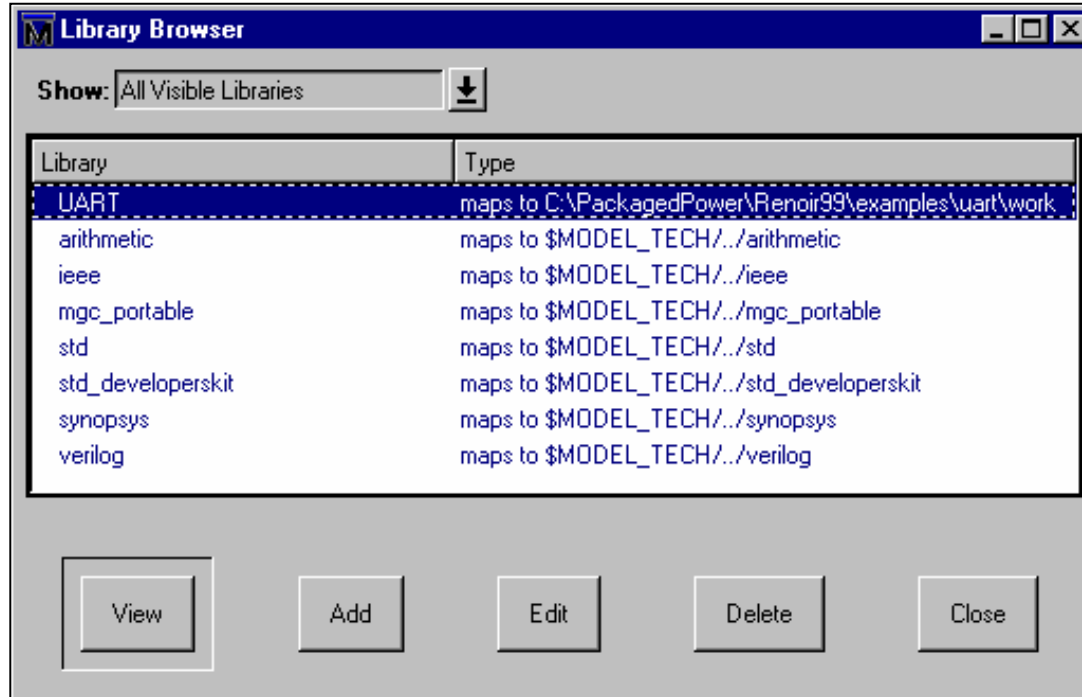 Library Browser
Show: All Visible Libraries
Library Type
UART maps to C:\PackagedPower\Renoir99\examples\uart\work
arithmetic maps to $MODEL_TECH/../arithmetic
ieee maps to $MODEL_TECH/../ieee
mgc_portable maps to $MODEL_TECH/../mgc_portable
std maps to $MODEL_TECH/../std
std_developerskit maps to $MODEL_TECH/../std_developerskit
synopsys maps to $MODEL_TECH/../synopsys
verilog maps to $MODEL_TECH/../verilog
View Add Edit Delete Close